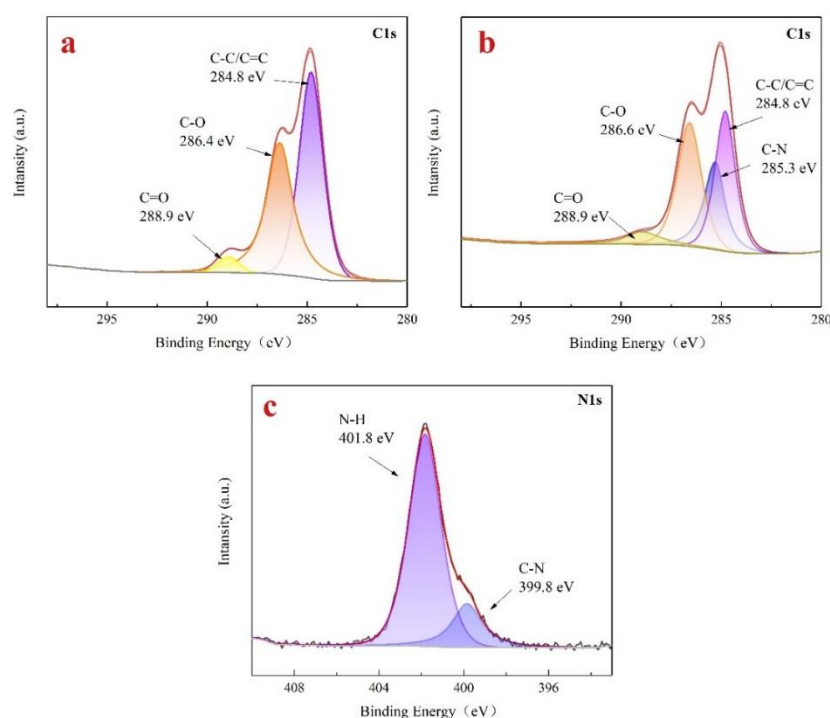 a
C1s
C-C/C=C
284.8 eV
C-O
286.4 eV
C=O
288.9 eV
Intansity (a.u.)
295
290
285
280
Binding Energy（eV）
b
C1s
C-C/C=C
284.8 eV
C-O
286.6 eV
C-N
285.3 eV
C=O
288.9 eV
Intansity (a.u.)
295
290
285
280
Binding Energy（eV）
c
N1s
N-H
401.8 eV
C-N
399.8 eV
Intansity (a.u.)
408
404
400
396
Binding Energy (eV)